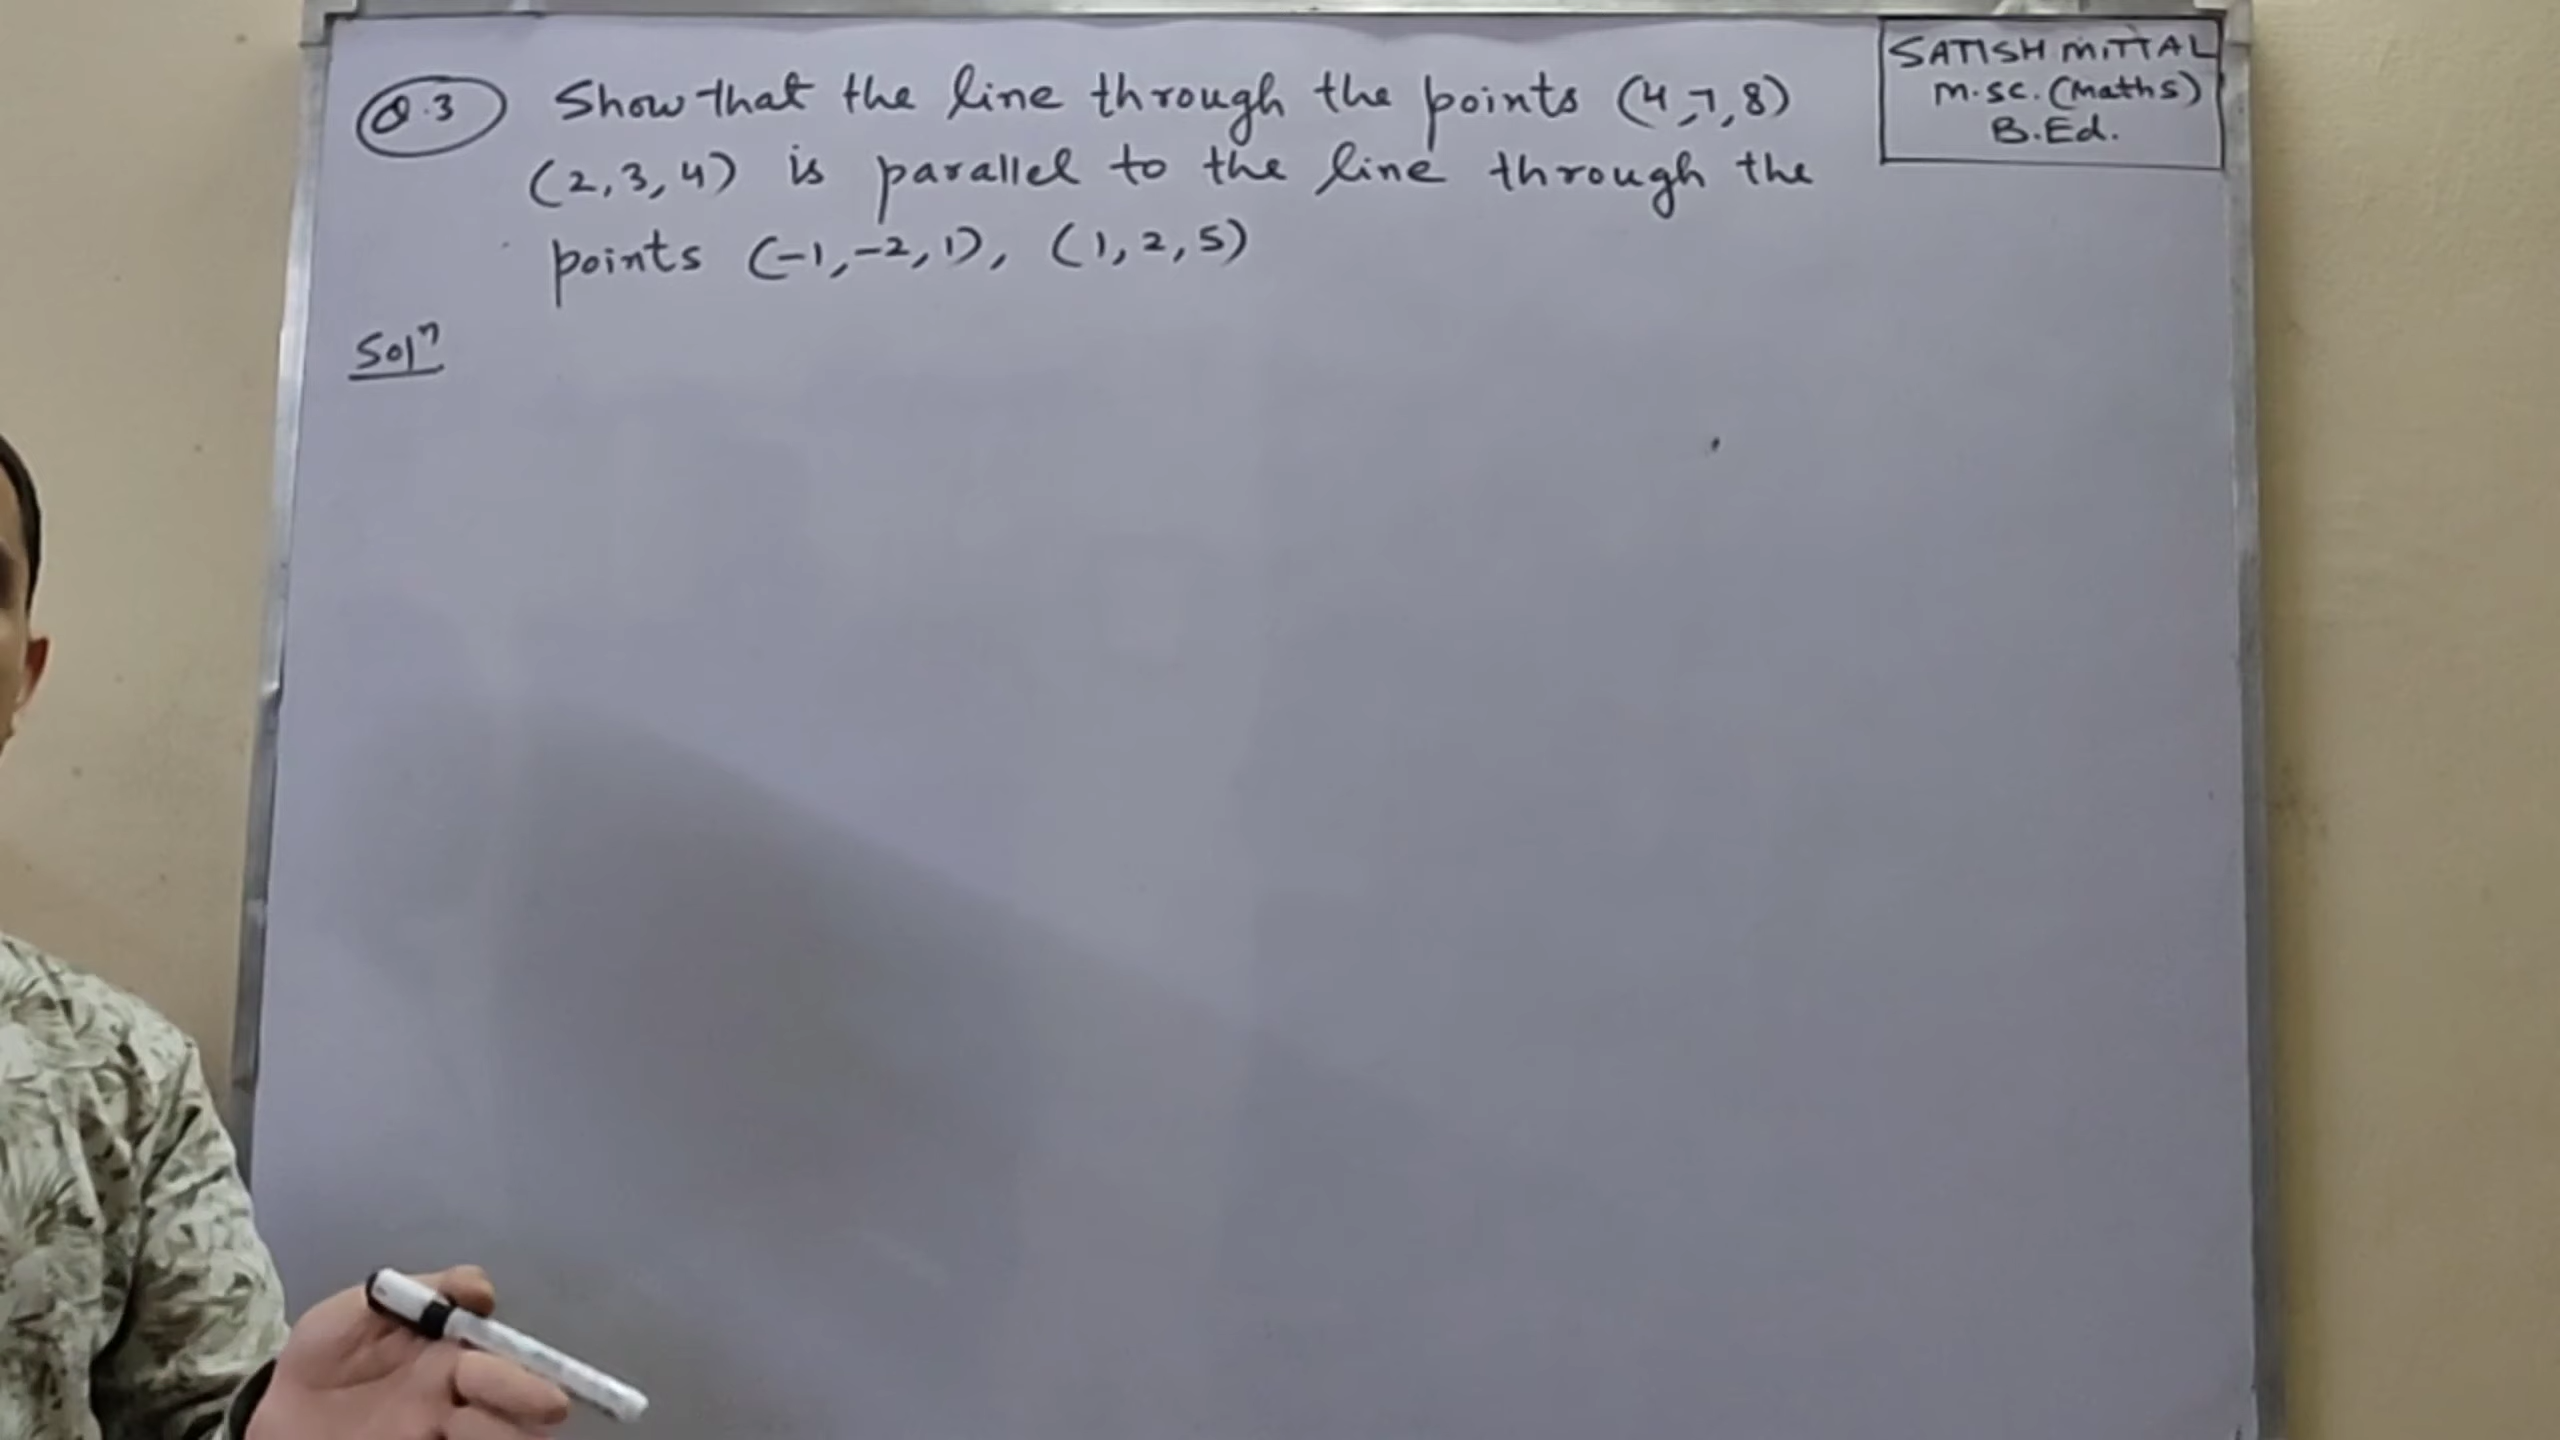 Q.3 Show that the line through the points (4,7,8)
(2,3,4) is parallel to the line through the
points (-1,-2,1), (1,2,5)
Solⁿ
SATISH MITTAL
M.SC. (Maths)
B.Ed.